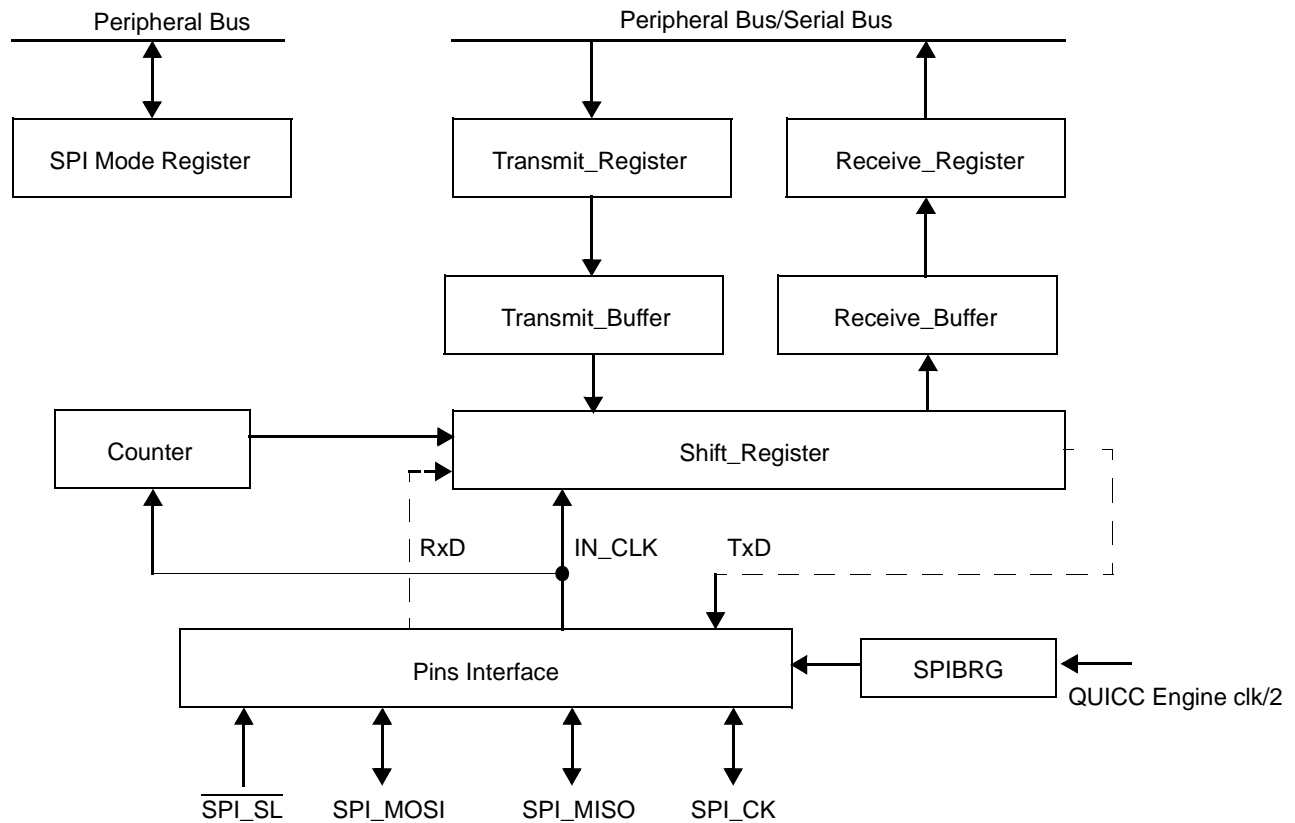 Peripheral Bus
Peripheral Bus/Serial Bus
SPI Mode Register
Transmit_Register
Receive_Register
Transmit_Buffer
Receive_Buffer
Counter
Shift_Register
RxD
IN_CLK
TxD
Pins Interface
SPIBRG
QUICC Engine clk/2
SPI_SL
SPI_MOSI
SPI_MISO
SPI_CK